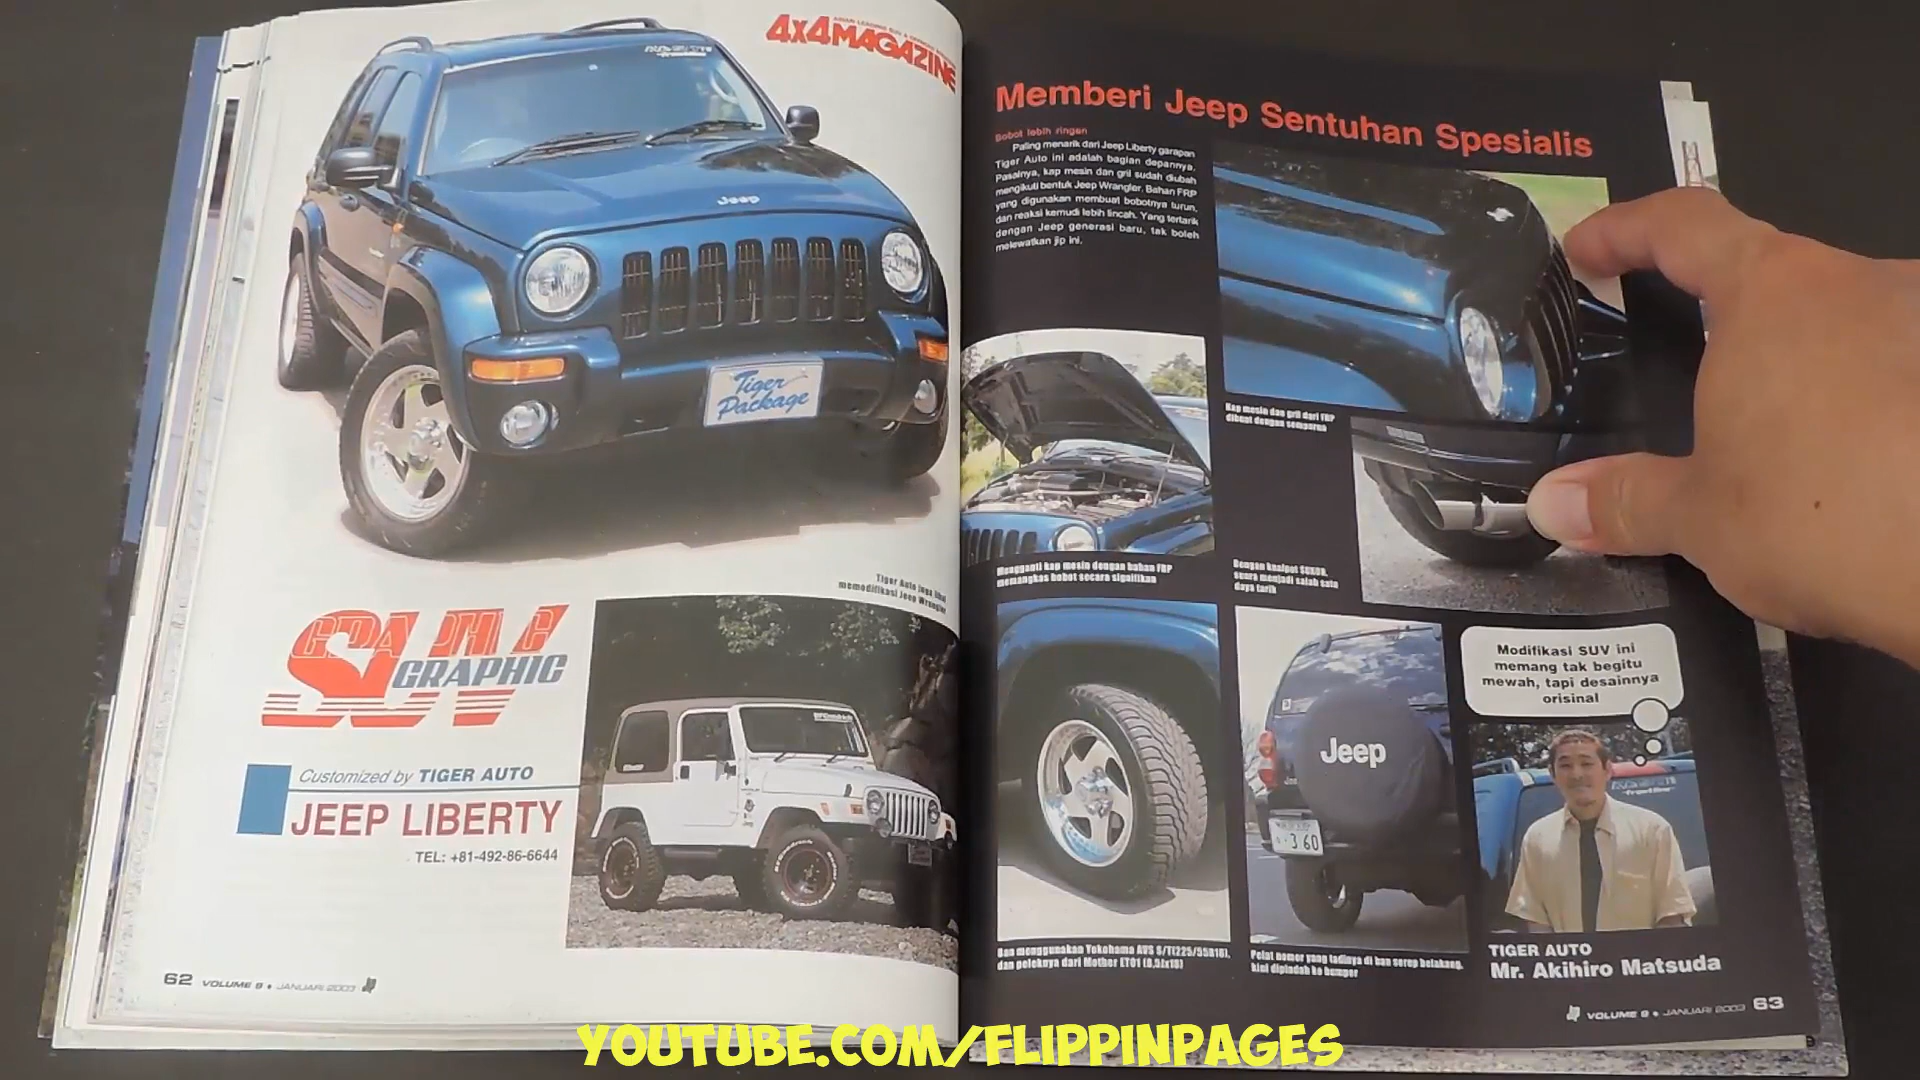 4x4MAGAZINE
Jeep
Tiger
Package
Tiger Auto juga lihai
memodifikasi Jeep Wrangler
SUV
GRAPHIC
Customized by TIGER AUTO
JEEP LIBERTY
TEL: +81-492-86-6644
62 VOLUME 9 • JANUARI 2003
Memberi Jeep Sentuhan Spesialis
Bobot lebih ringan
Paling menarik dari Jeep Liberty garapan
Tiger Auto ini adalah bagian depannya.
Pasalnya, kap mesin dan gril sudah diubah
mengikuti bentuk Jeep Wrangler. Bahan FRP
yang digunakan membuat bobotnya turun,
dan reaksi kemudi lebih lincah. Yang tertarik
dengan Jeep generasi baru, tak boleh
melewatkan jip ini.
Kap mesin dan gril dari FRP
dibuat dengan sempurna
Mengganti kap mesin dengan bahan FRP
memangkas bobot secara signifikan
Dengan knalpot
suara menjadi salah satu
daya tarik
Ban menggunakan Yokohama AVS S/T(225/55R18),
dan peleknya dari Mother ET01 (8,5Jx18)
Jeep
360
Pelat nomor yang tadinya di ban serep belakang,
kini dipindah ke bumper
Modifikasi SUV ini
memang tak begitu
mewah, tapi desainnya
orisinal
TIGER AUTO
Mr. Akihiro Matsuda
VOLUME 9 • JANUARI 2003 63
YOUTUBE.COM/FLIPPINPAGES